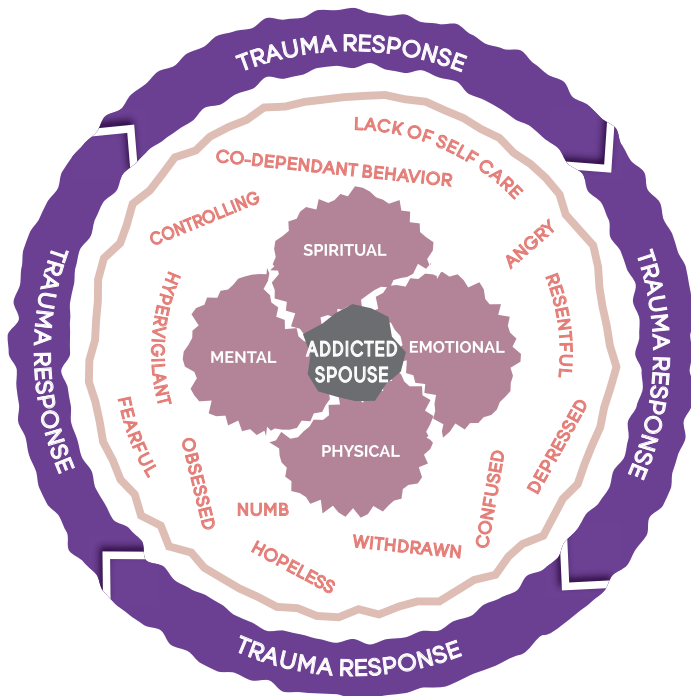 TRAUMA RESPONSE
LACK OF SELF CARE
CO-DEPENDANT BEHAVIOR
CONTROLLING
ANGRY
SPIRITUAL
TRAUMA RESPONSE
TRAUMA RESPONSE
HYPERVIGILANT
RESENTFUL
MENTAL
ADDICTED
SPOUSE
EMOTIONAL
PHYSICAL
FEARFUL
OBSESSED
DEPRESSED
CONFUSED
NUMB
WITHDRAWN
HOPELESS
TRAUMA RESPONSE